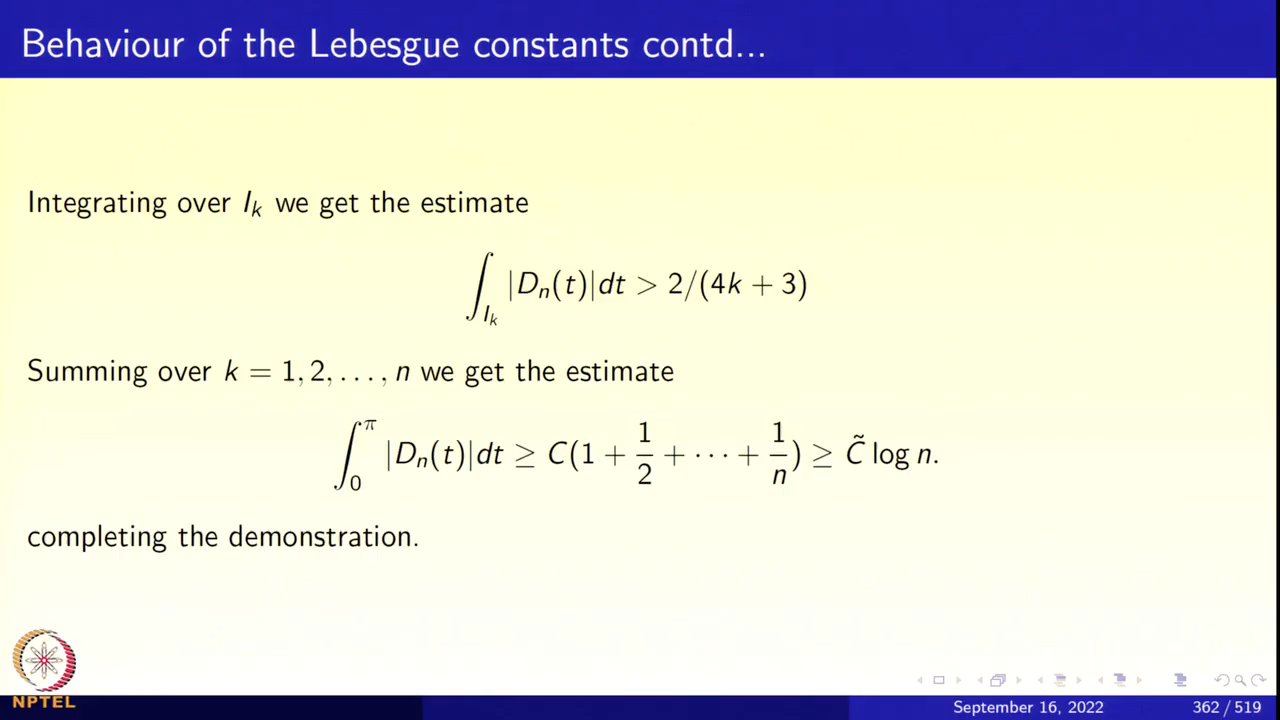 Behaviour of the Lebesgue constants contd...
Integrating over I_k we get the estimate
∫_{I_k} |D_n(t)|dt > 2/(4k + 3)
Summing over k = 1, 2, . . . , n we get the estimate
∫_0^π |D_n(t)|dt ≥ C(1 + 1/2 + ··· + 1/n) ≥ C̃ log n.
completing the demonstration.
NPTEL
September 16, 2022 362 / 519